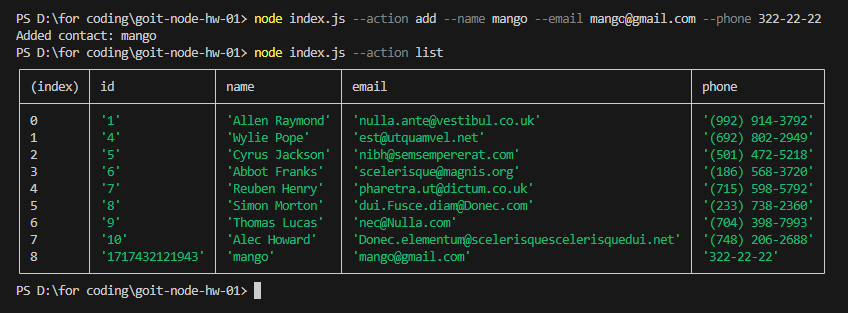 PS D:\for coding\goit-node-hw-01> node index.js --action add --name mango --email mango@gmail.com --phone 322-22-22
Added contact: mango
PS D:\for coding\goit-node-hw-01> node index.js --action list
(index) id name email phone
0 '1' 'Allen Raymond' 'nulla.ante@vestibul.co.uk' '(992) 914-3792'
1 '4' 'Wylie Pope' 'est@utquamvel.net' '(692) 802-2949'
2 '5' 'Cyrus Jackson' 'nibh@semsempererat.com' '(501) 472-5218'
3 '6' 'Abbot Franks' 'scelerisque@magnis.org' '(186) 568-3720'
4 '7' 'Reuben Henry' 'pharetra.ut@dictum.co.uk' '(715) 598-5792'
5 '8' 'Simon Morton' 'dui.Fusce.diam@Donec.com' '(233) 738-2360'
6 '9' 'Thomas Lucas' 'nec@Nulla.com' '(704) 398-7993'
7 '10' 'Alec Howard' 'Donec.elementum@scelerisquescelerisquedui.net' '(748) 206-2688'
8 '1717432121943' 'mango' 'mango@gmail.com' '322-22-22'
PS D:\for coding\goit-node-hw-01>